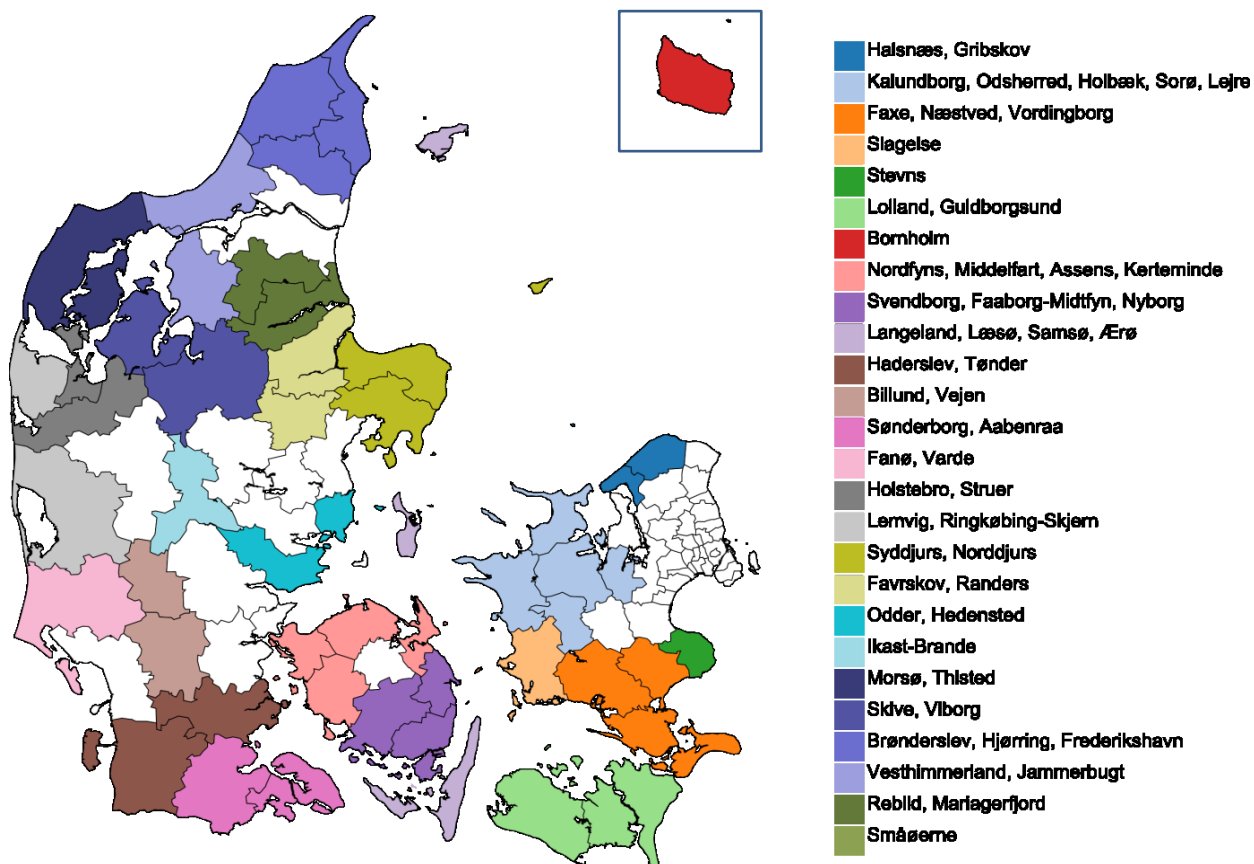 Halsnæs, Gribskov
Kalundborg, Odsherred, Holbæk, Sorø, Lejre
Faxe, Næstved, Vordingborg
Slagelse
Stevns
Lolland, Guldborgsund
Bornholm
Nordfyns, Middelfart, Assens, Kerteminde
Svendborg, Faaborg-Midtfyn, Nyborg
Langeland, Læsø, Samsø, Ærø
Haderslev, Tønder
Billund, Vejen
Sønderborg, Aabenraa
Fanø, Varde
Holstebro, Struer
Lemvig, Ringkøbing-Skjern
Syddjurs, Norddjurs
Favrskov, Randers
Odder, Hedensted
Ikast-Brande
Morsø, Thisted
Skive, Viborg
Brønderslev, Hjørring, Frederikshavn
Vesthimmerland, Jammerbugt
Rebild, Mariagerfjord
Småøerne